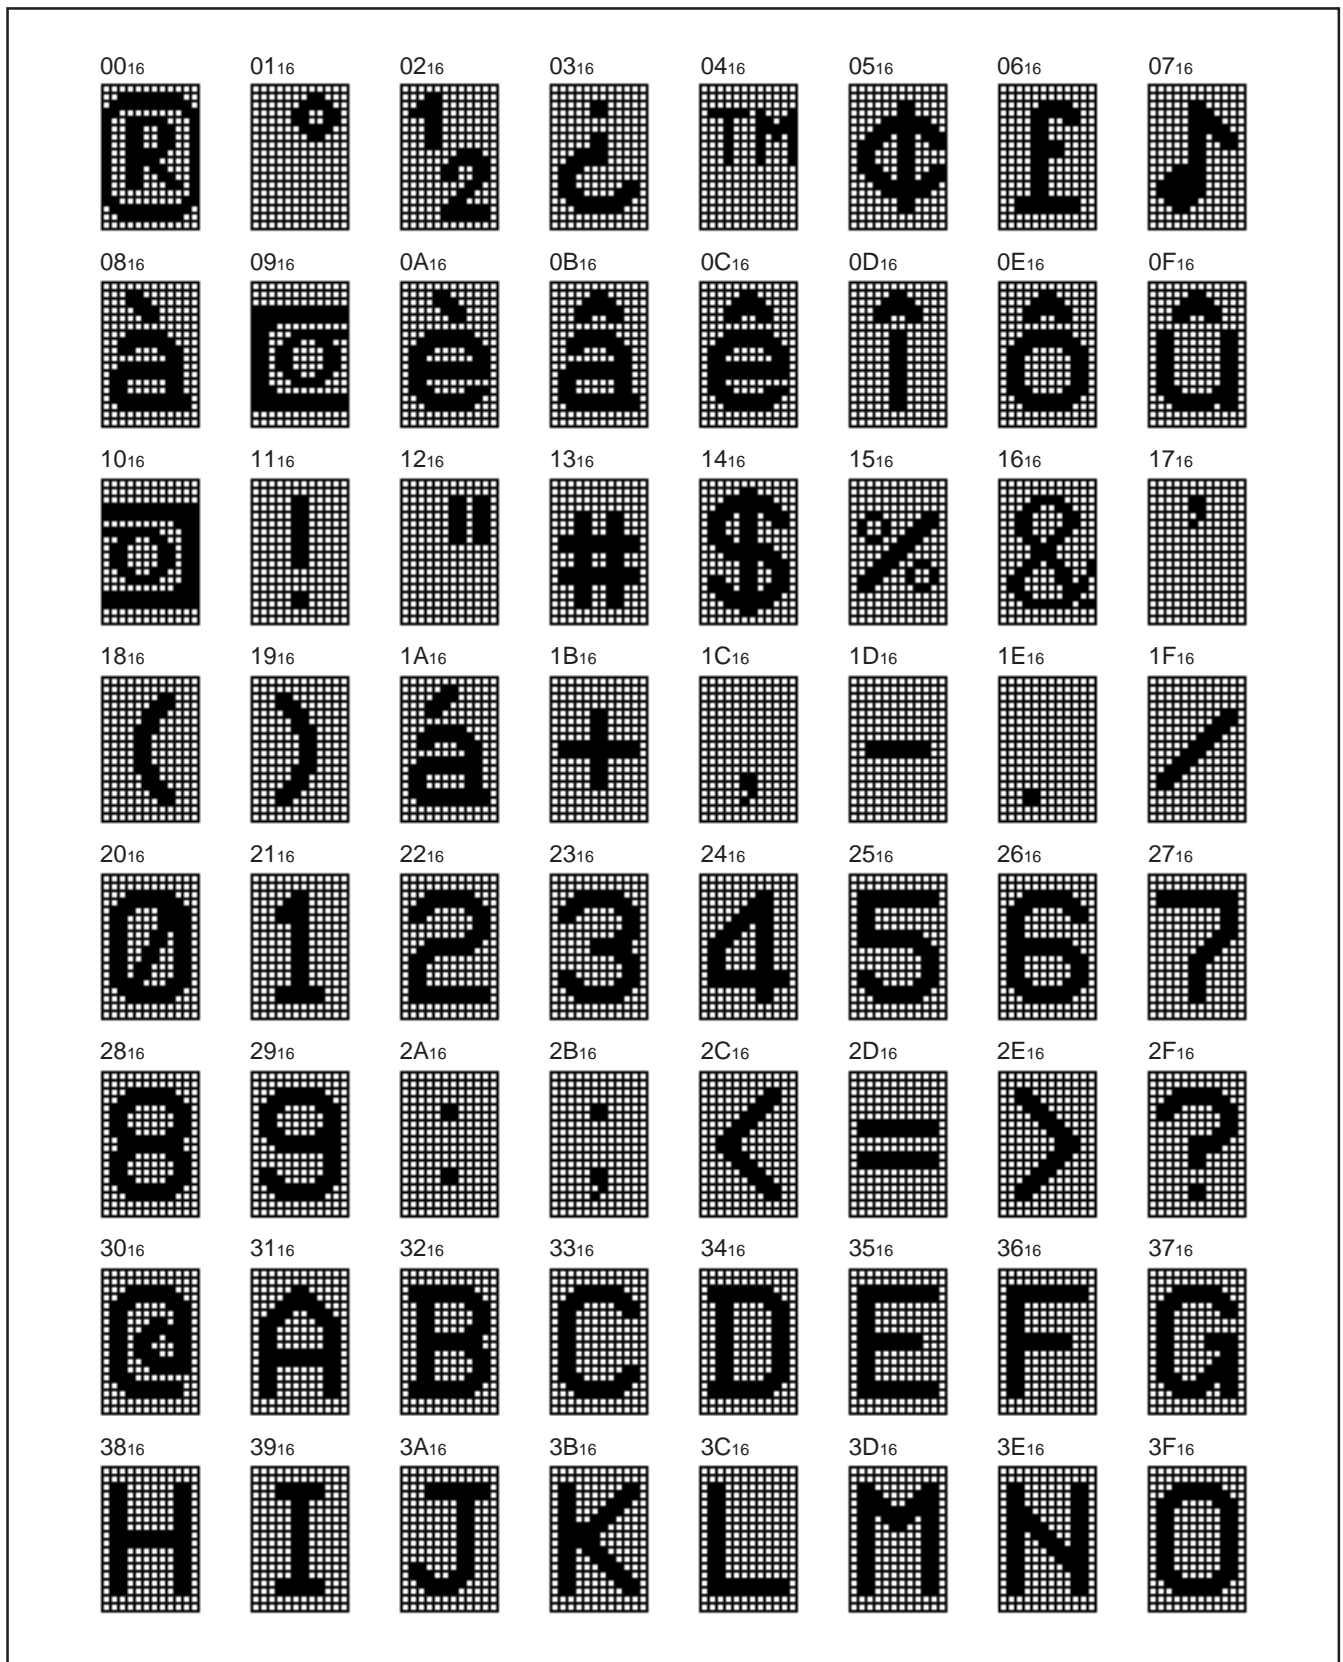 00₁₆ 01₁₆ 02₁₆ 03₁₆ 04₁₆ 05₁₆ 06₁₆ 07₁₆
® ° ½ ¿ ™ ¢ £ ♪
08₁₆ 09₁₆ 0A₁₆ 0B₁₆ 0C₁₆ 0D₁₆ 0E₁₆ 0F₁₆
à è â ê î ô û
10₁₆ 11₁₆ 12₁₆ 13₁₆ 14₁₆ 15₁₆ 16₁₆ 17₁₆
! " # $ % & '
18₁₆ 19₁₆ 1A₁₆ 1B₁₆ 1C₁₆ 1D₁₆ 1E₁₆ 1F₁₆
( ) á + , - . /
20₁₆ 21₁₆ 22₁₆ 23₁₆ 24₁₆ 25₁₆ 26₁₆ 27₁₆
0 1 2 3 4 5 6 7
28₁₆ 29₁₆ 2A₁₆ 2B₁₆ 2C₁₆ 2D₁₆ 2E₁₆ 2F₁₆
8 9 : ; < = > ?
30₁₆ 31₁₆ 32₁₆ 33₁₆ 34₁₆ 35₁₆ 36₁₆ 37₁₆
@ A B C D E F G
38₁₆ 39₁₆ 3A₁₆ 3B₁₆ 3C₁₆ 3D₁₆ 3E₁₆ 3F₁₆
H I J K L M N O